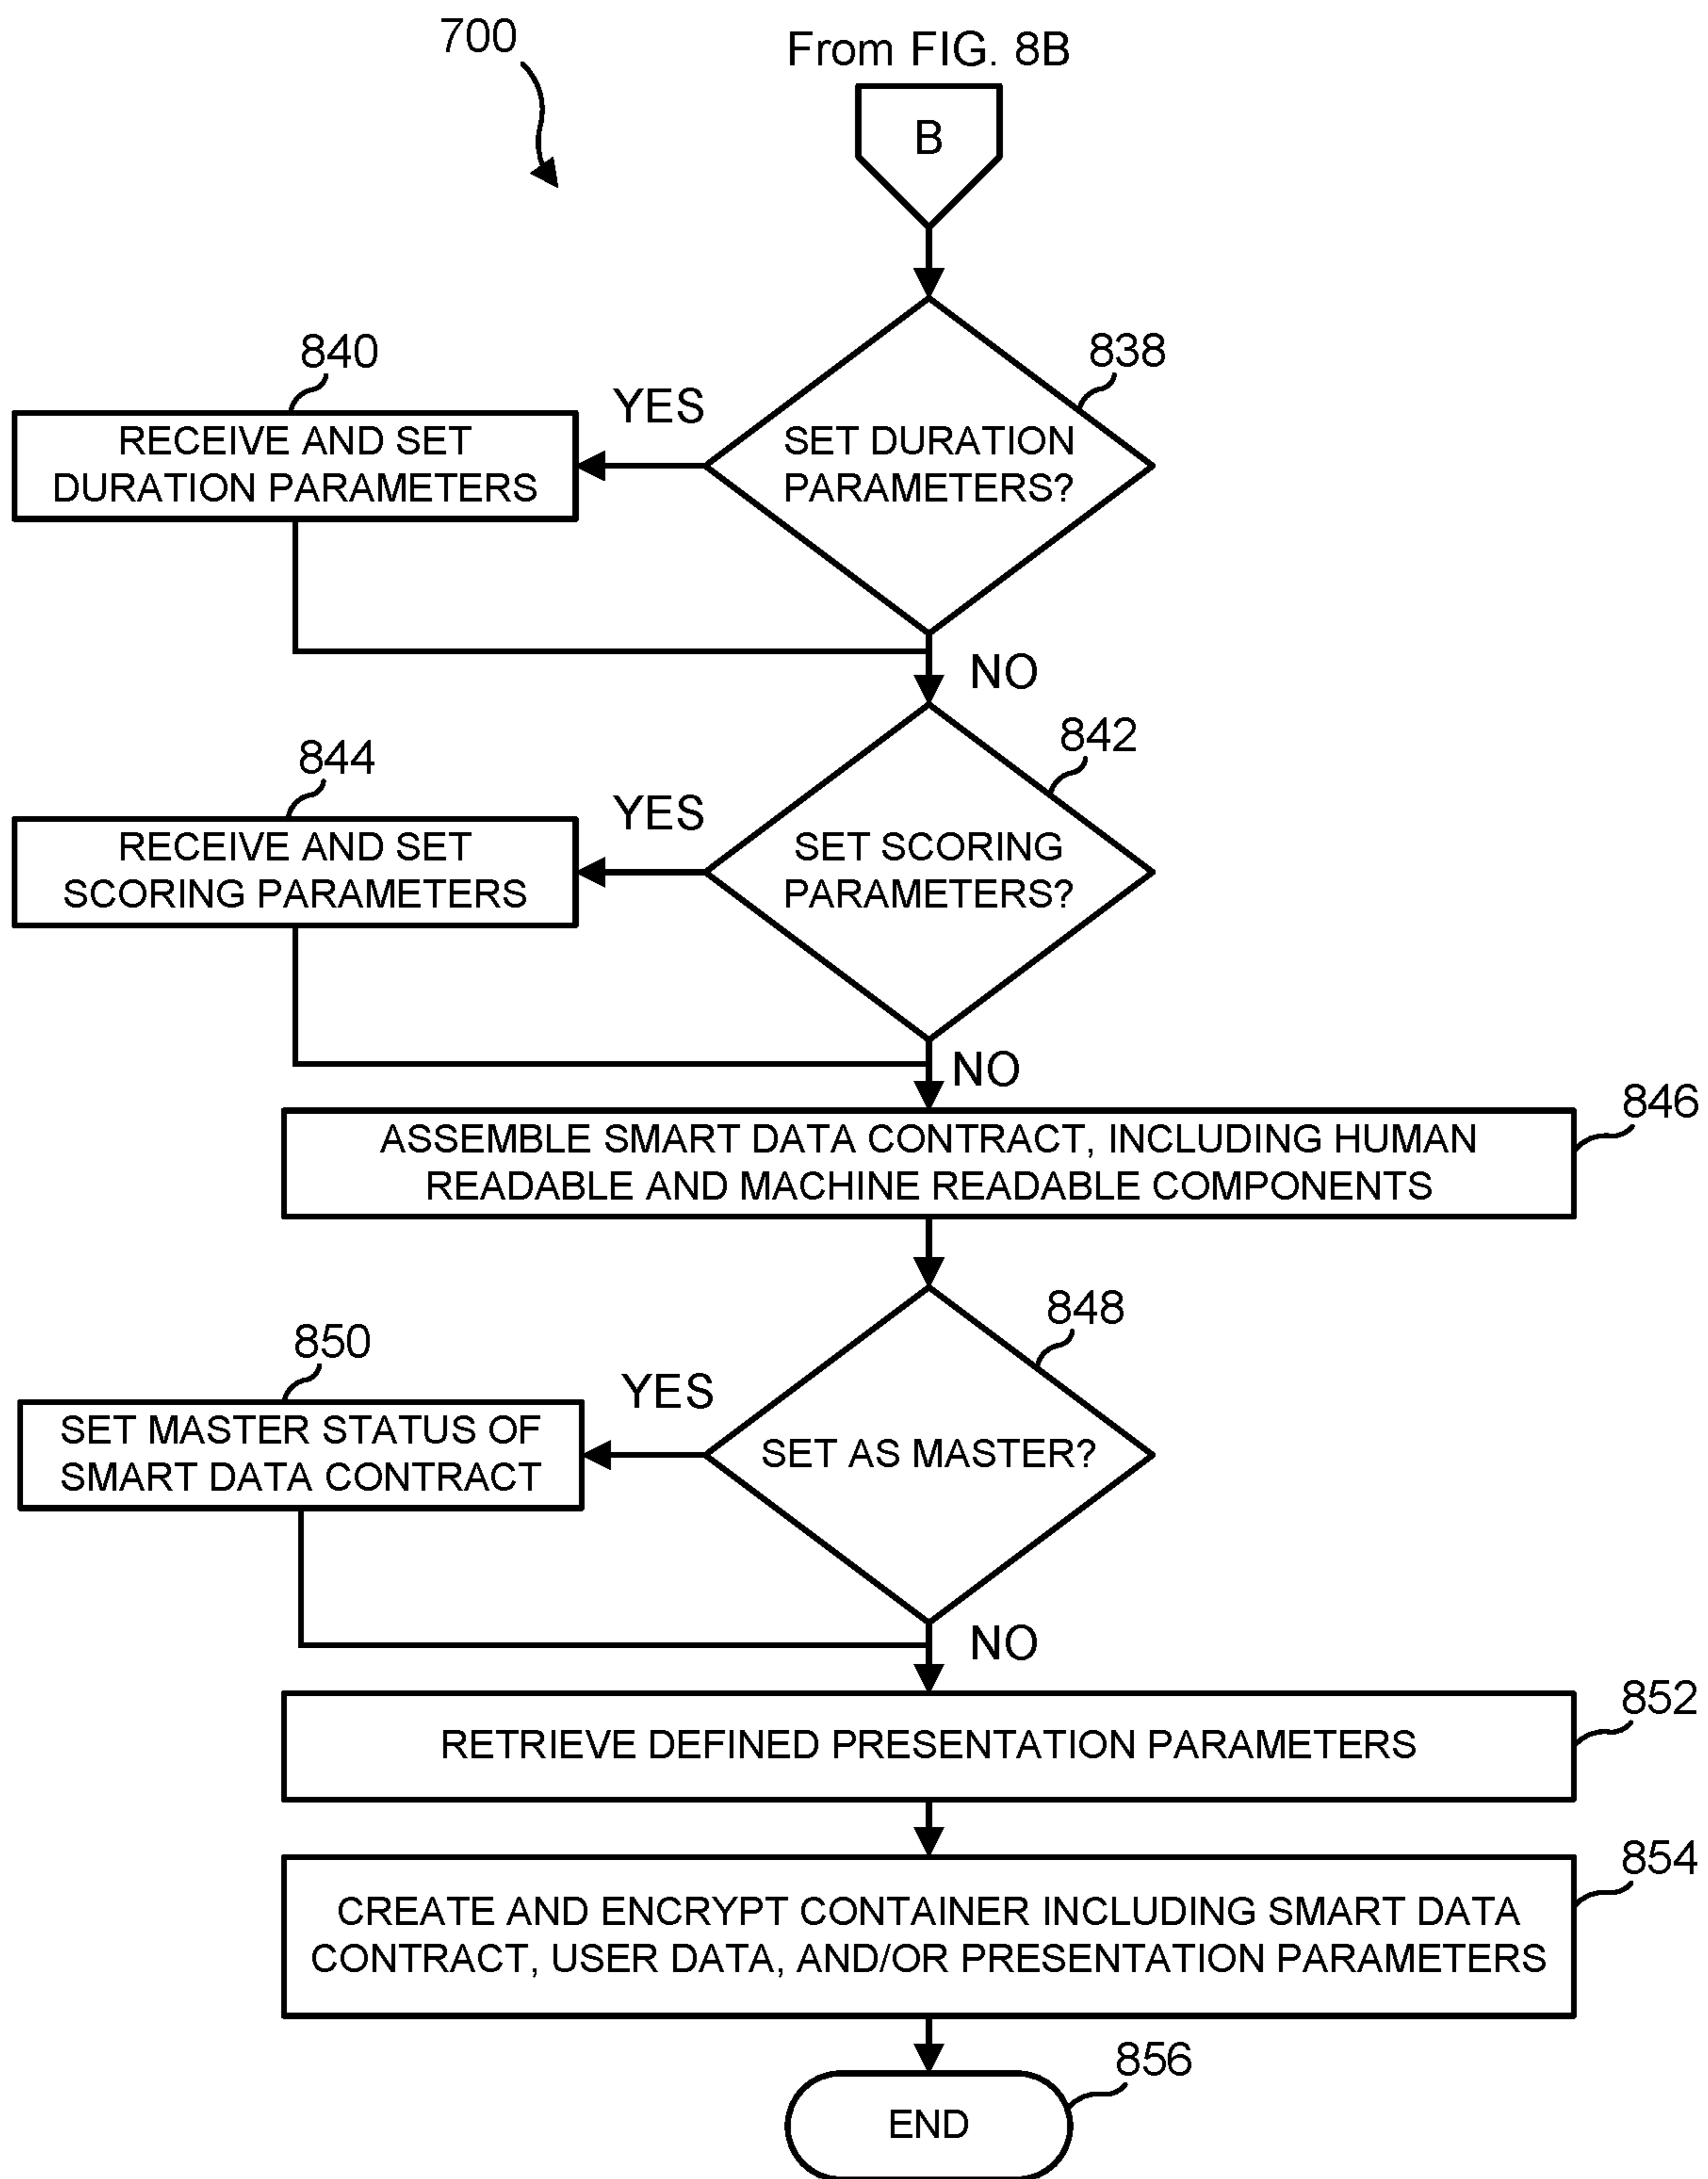 700
From FIG. 8B
B
838
SET DURATION
PARAMETERS?
YES
840
RECEIVE AND SET
DURATION PARAMETERS
NO
842
SET SCORING
PARAMETERS?
YES
844
RECEIVE AND SET
SCORING PARAMETERS
NO
846
ASSEMBLE SMART DATA CONTRACT, INCLUDING HUMAN
READABLE AND MACHINE READABLE COMPONENTS
848
SET AS MASTER?
YES
850
SET MASTER STATUS OF
SMART DATA CONTRACT
NO
852
RETRIEVE DEFINED PRESENTATION PARAMETERS
854
CREATE AND ENCRYPT CONTAINER INCLUDING SMART DATA
CONTRACT, USER DATA, AND/OR PRESENTATION PARAMETERS
856
END